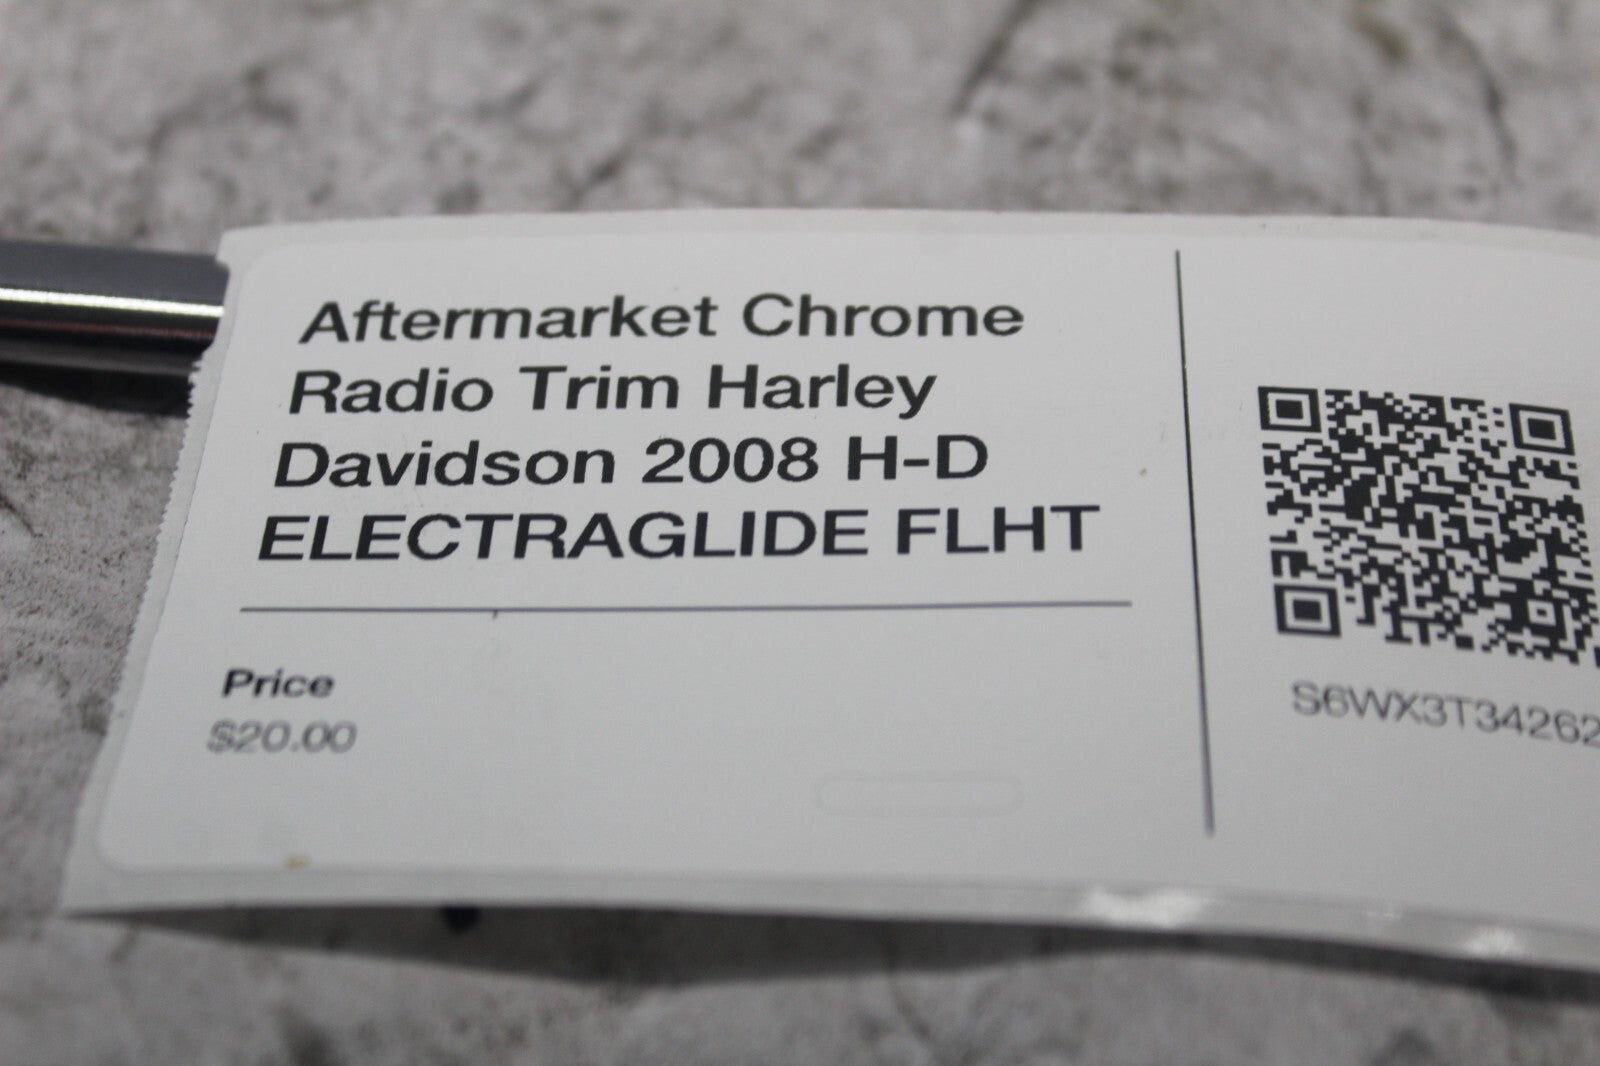 Aftermarket Chrome
Radio Trim Harley
Davidson 2008 H-D
ELECTRAGLIDE FLHT
Price
$20.00
S6WX3T34262